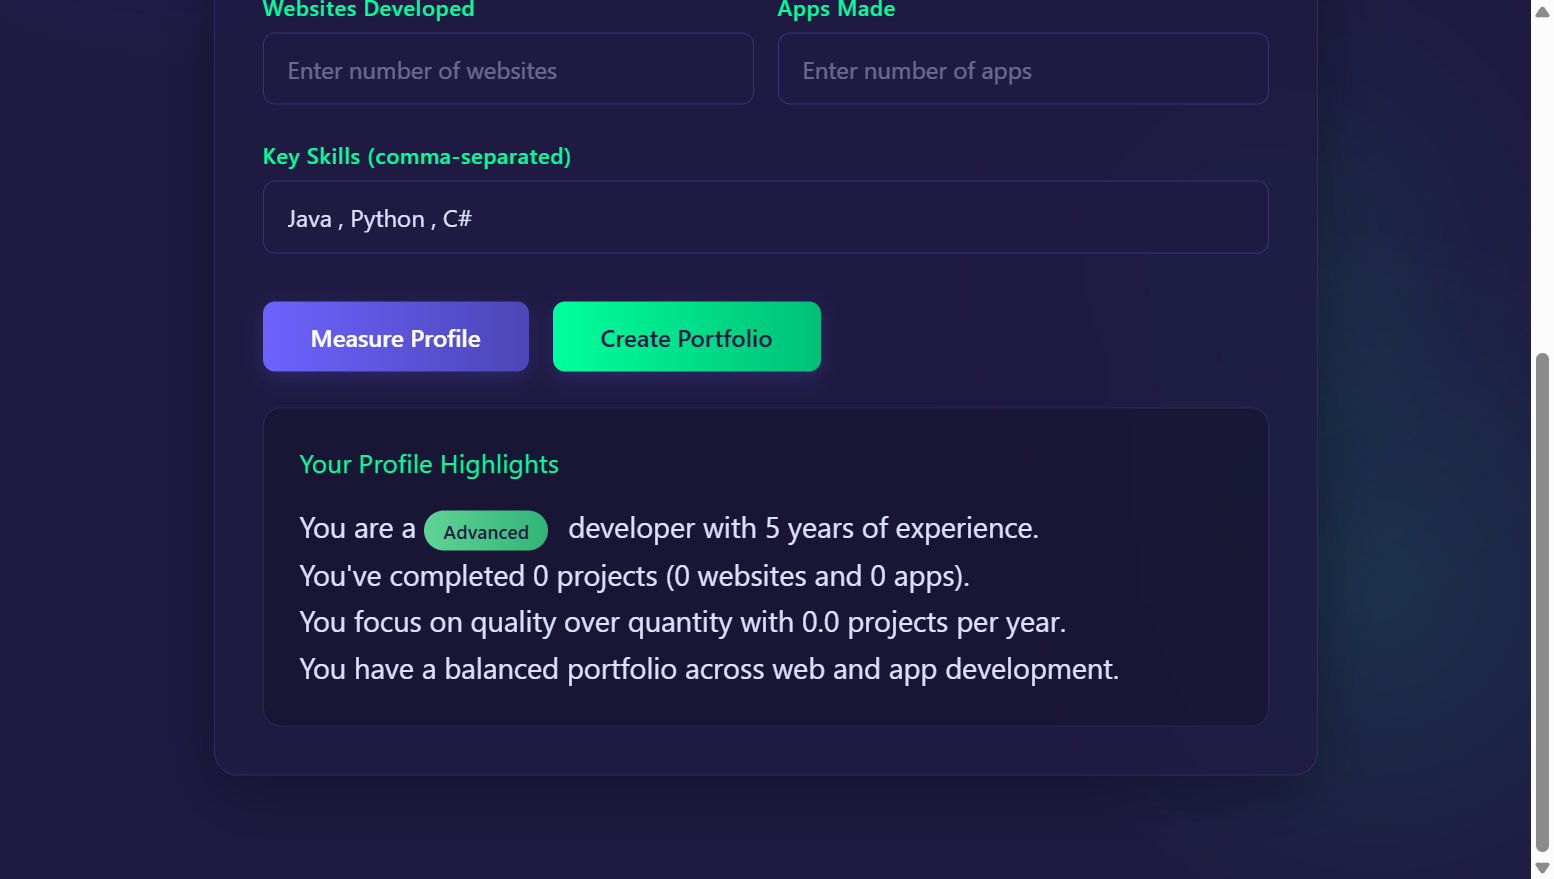 Websites Developed
Apps Made
Enter number of websites
Enter number of apps
Key Skills (comma-separated)
Java , Python , C#
Measure Profile
Create Portfolio
Your Profile Highlights
You are a Advanced developer with 5 years of experience.
You've completed 0 projects (0 websites and 0 apps).
You focus on quality over quantity with 0.0 projects per year.
You have a balanced portfolio across web and app development.